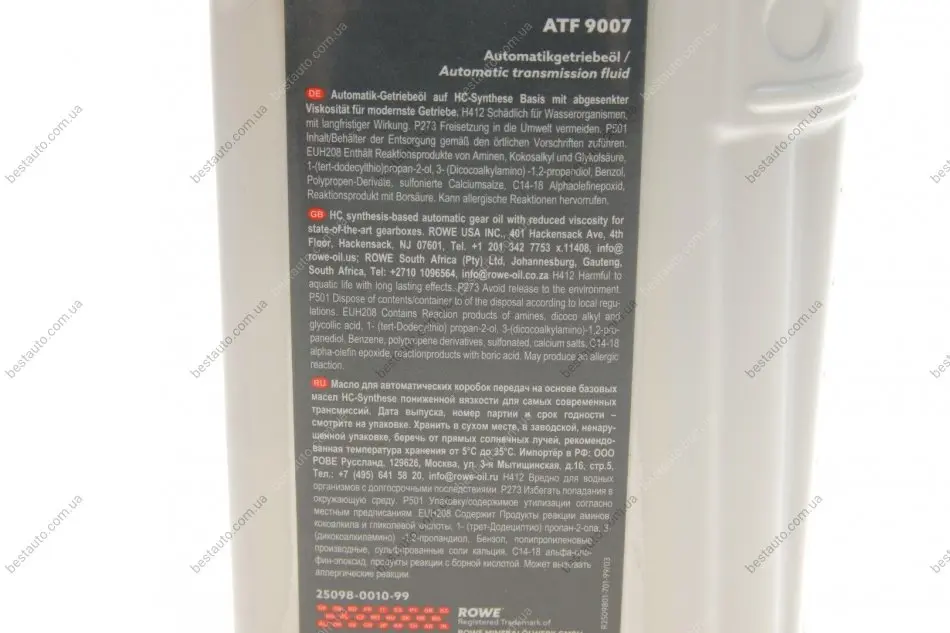 ATF 9007
Automatikgetriebeöl /
Automatic transmission fluid
DE Automatik-Getriebeöl auf HC-Synthese Basis mit abgesenkter
Viskosität für modernste Getriebe. H412 Schädlich für Wasserorganismen,
mit langfristiger Wirkung. P273 Freisetzung in die Umwelt vermeiden. P501
Inhalt/Behälter der Entsorgung gemäß den örtlichen Vorschriften zuführen.
EUH208 Enthält Reaktionsprodukte von Aminen, Kokosalkyl und Glykolsäure,
1-(tert-dodecylthio)propan-2-ol, 3- (Dicocoalkylamino) -1,2-propandiol, Benzol,
Polypropen-Derivate, sulfonierte Calciumsalze, C14-18 Alphaolefinepoxid,
Reaktionsprodukt mit Borsäure. Kann allergische Reaktionen hervorrufen.
GB HC synthesis-based automatic gear oil with reduced viscosity for
state-of-the-art gearboxes. ROWE USA INC., 401 Hackensack Ave, 4th
Floor, Hackensack, NJ 07601, Tel. +1 201 342 7753 x.11408, info@
rowe-oil.us; ROWE South Africa (Pty) Ltd, Johannesburg, Gauteng,
South Africa, Tel: +2710 1096564, info@rowe-oil.co.za H412 Harmful to
aquatic life with long lasting effects. P273 Avoid release to the environment.
P501 Dispose of contents/container to of the disposal according to local regu-
lations. EUH208 Contains Reaction products of amines, dicoco alkyl and
glycollic acid, 1- (tert-Dodecylthio) propan-2-ol, 3-(dicocoalkylamino)-1,2-pro-
panediol, Benzene, polypropene derivatives, sulfonated, calcium salts, C14-18
alpha-olefin epoxide, reactionproducts with boric acid. May produce an allergic
reaction.
RU Масло для автоматических коробок передач на основе базовых
масел HC-Synthese пониженной вязкости для самых современных
трансмиссий. Дата выпуска, номер партии и срок годности –
смотрите на упаковке. Хранить в сухом месте, в заводской, ненару-
шенной упаковке, беречь от прямых солнечных лучей, рекомендо-
ванная температура хранения от 5°C до 35°C. Импортёр в РФ: ООО
РОВЕ Руссланд, 129626, Москва, ул. 3-я Мытищинская, д.16, стр.5,
Тел.: +7 (495) 641 58 20, info@rowe-oil.ru H412 Вредно для водных
организмов с долгосрочными последствиями. P273 Избегать попадания в
окружающую среду. P501 Упаковку/содержимое утилизации согласно
местным предписаниям. EUH208 Содержит Продукты реакции аминов,
кокоалкила и гликолевой кислоты, 1- (трет-Додецилтио) пропан-2-ола, 3-
(дикокоалкиламино) -1,2-пропандиол, Бензол, полипропеновые
производные, сульфированные соли кальция, C14-18 альфа-оле-
фин-эпоксид, продукты реакции с борной кислотой. Может вызывать
аллергические реакции.
25098-0010-99
ROWE
Registered Trademark of
ROWE MINERALÖLWERK GMBH
R3509801-701-99/03
bestauto.com.ua